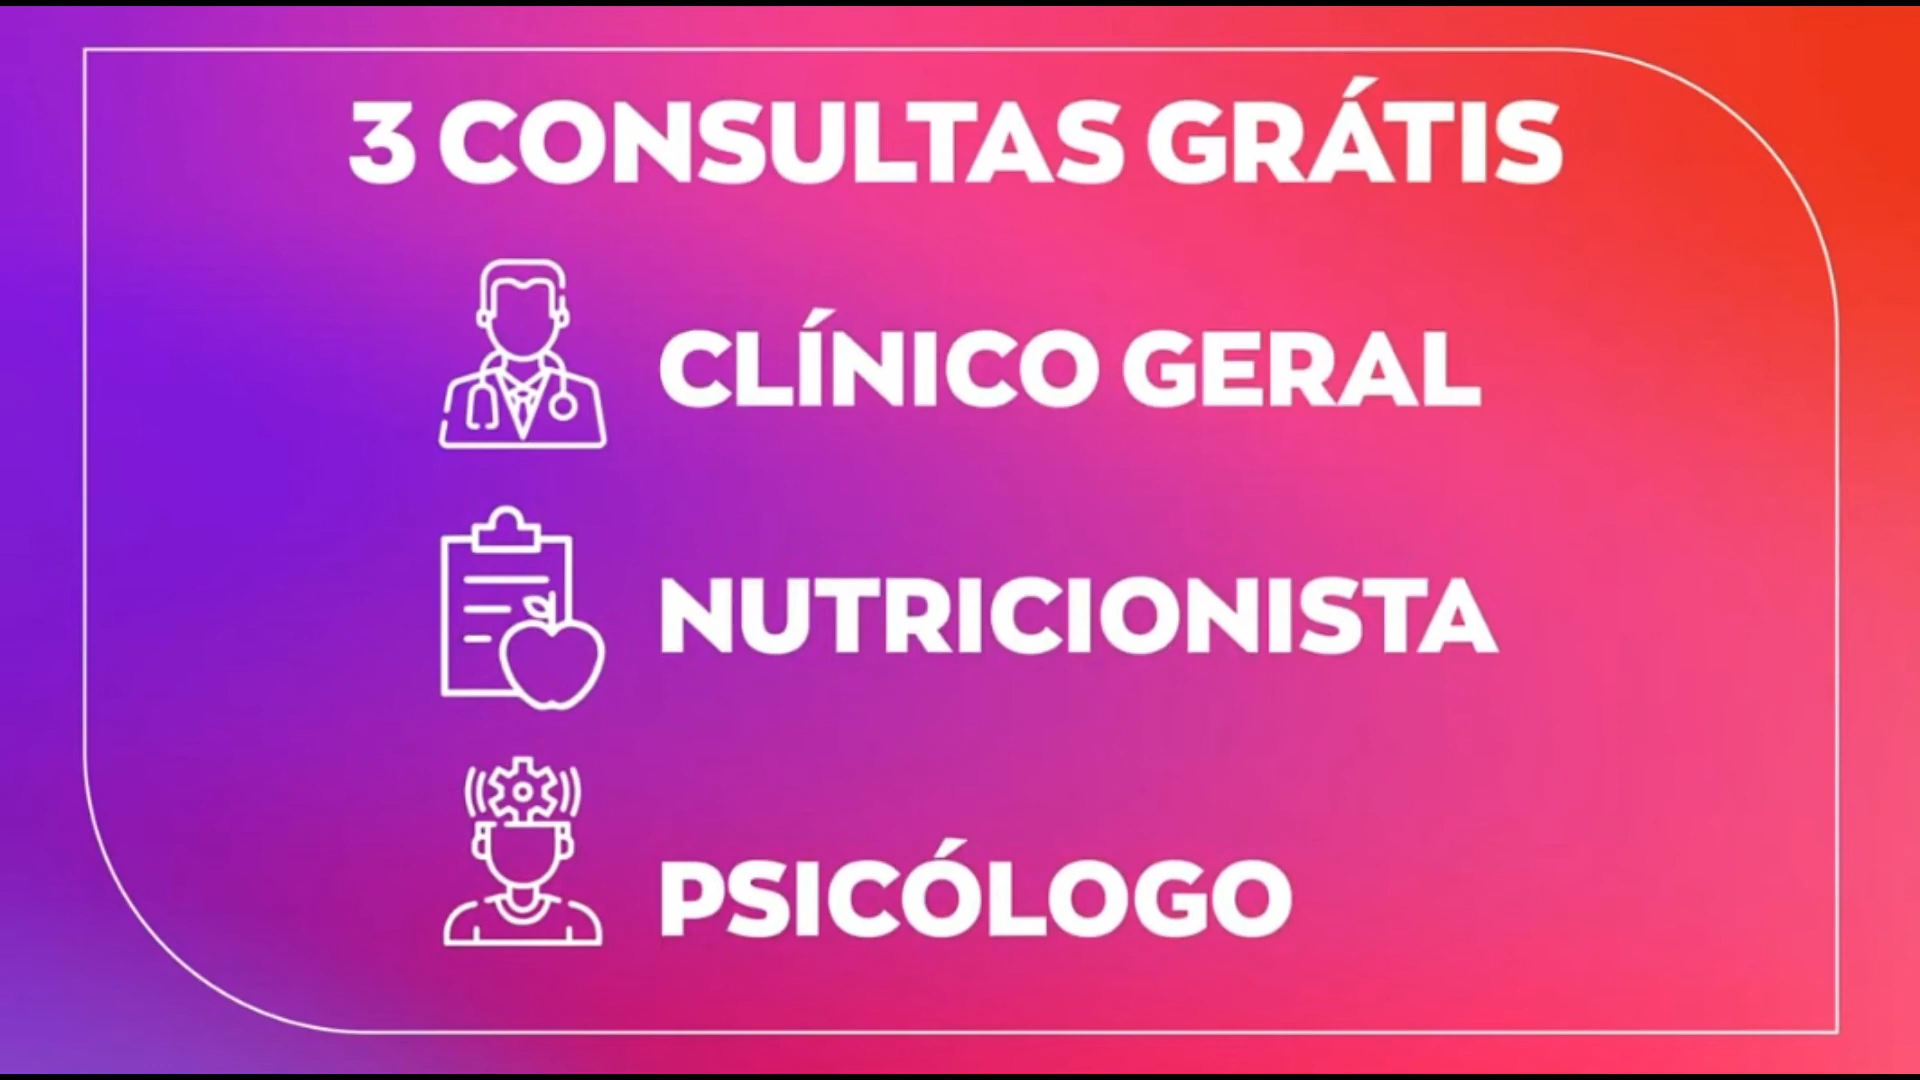 3 CONSULTAS GRÁTIS
CLÍNICO GERAL
NUTRICIONISTA
PSICÓLOGO